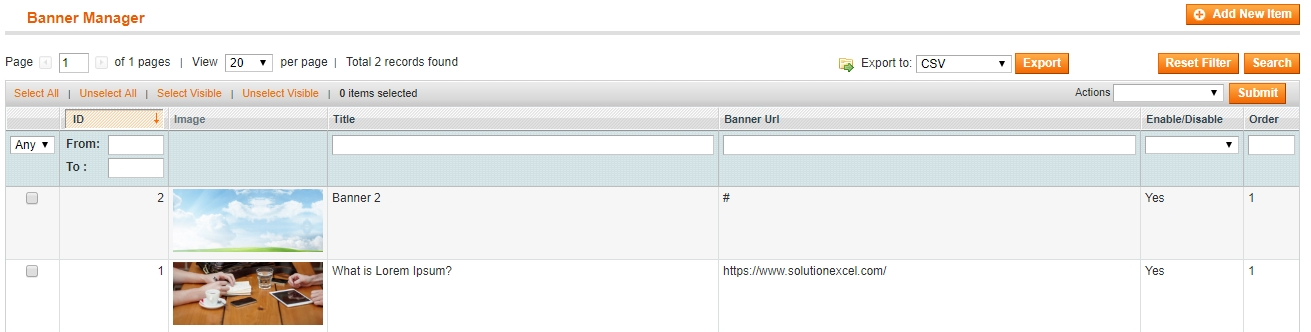 Banner Manager
Add New Item
Page 1 of 1 pages | View 20 per page | Total 2 records found
Export to: CSV Export Reset Filter Search
Select All | Unselect All | Select Visible | Unselect Visible | 0 items selected Actions Submit
ID Image Title Banner Url Enable/Disable Order
Any From:
To :
2 Banner 2 # Yes 1
1 What is Lorem Ipsum? https://www.solutionexcel.com/ Yes 1